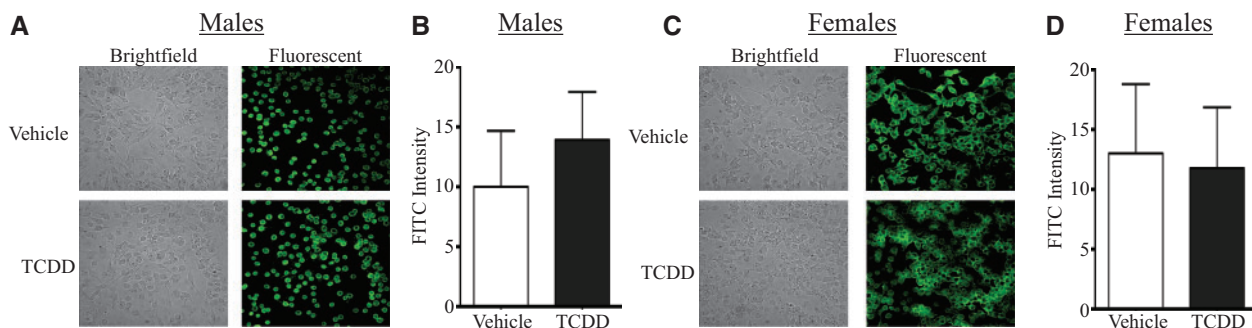 A
Males
Brightfield
Fluorescent
Vehicle
TCDD
B
Males
FITC Intensity
20
15
10
5
0
Vehicle
TCDD
C
Females
Brightfield
Fluorescent
Vehicle
TCDD
D
Females
FITC Intensity
20
15
10
5
0
Vehicle
TCDD